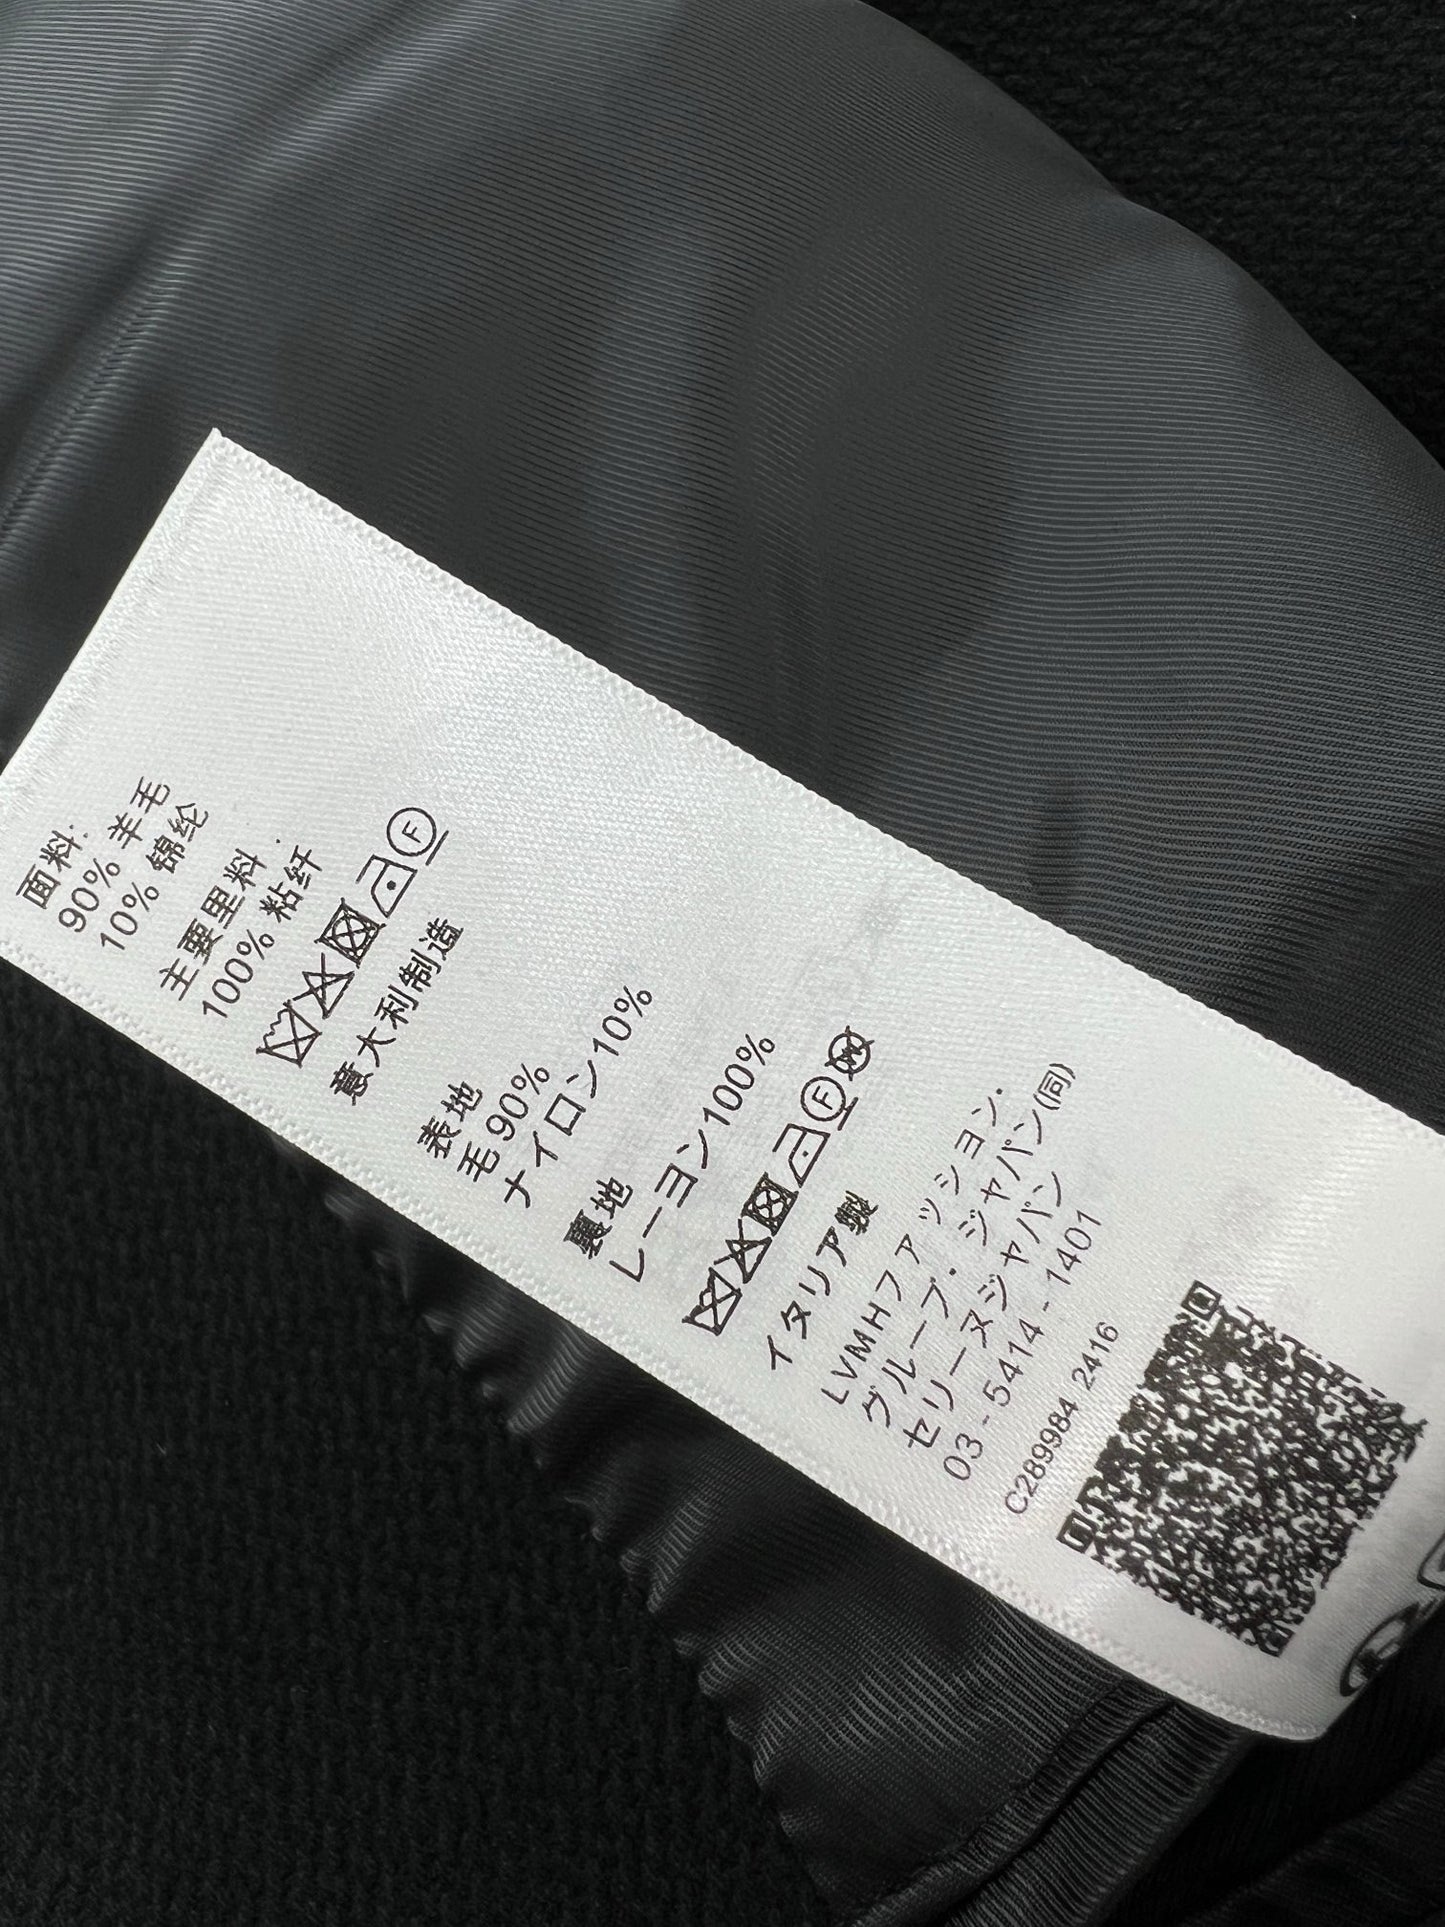 面料:
90% 羊毛
10% 锦纶
主要里料:
100% 粘纤
F
意大利制造
表地
毛90%
ナイロン10%
裏地
レーヨン100%
F W
イタリア製
LVMHファッション.
グループ.ジャパン(同)
セリーヌジャパン
03-5414-1401
C289984 2416